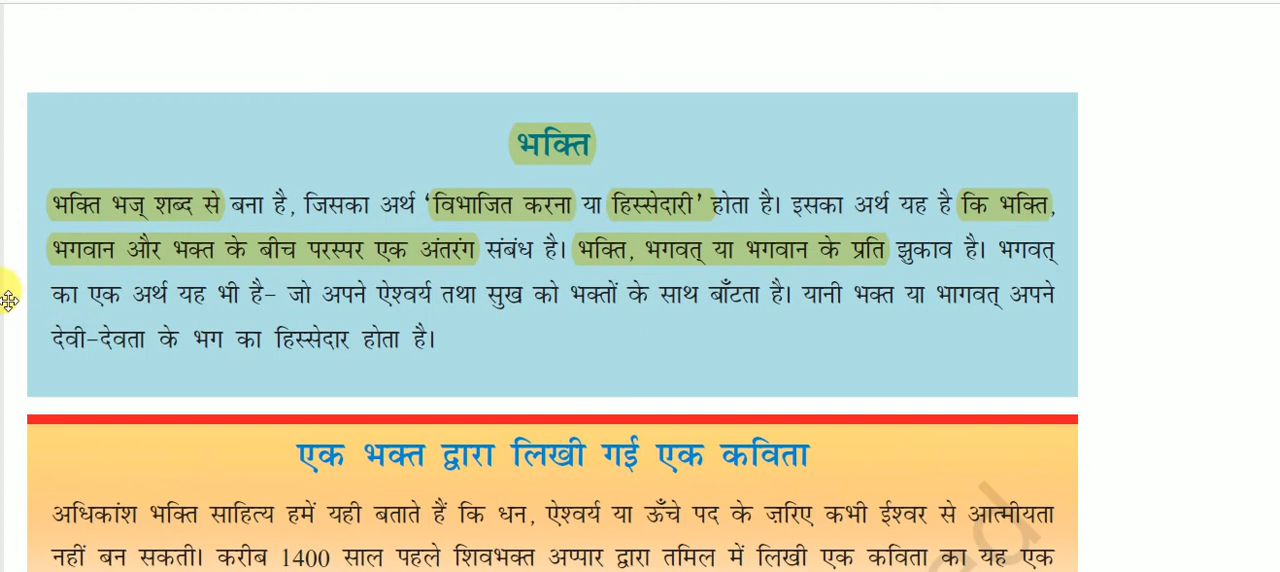 भक्ति
भक्ति भज् शब्द से बना है, जिसका अर्थ ‘विभाजित करना या हिस्सेदारी’ होता है। इसका अर्थ यह है कि भक्ति,
भगवान और भक्त के बीच परस्पर एक अंतरंग संबंध है। भक्ति, भगवत् या भगवान के प्रति झुकाव है। भगवत्
का एक अर्थ यह भी है- जो अपने ऐश्वर्य तथा सुख को भक्तों के साथ बाँटता है। यानी भक्त या भागवत् अपने
देवी-देवता के भग का हिस्सेदार होता है।
एक भक्त द्वारा लिखी गई एक कविता
अधिकांश भक्ति साहित्य हमें यही बताते हैं कि धन, ऐश्वर्य या ऊँचे पद के ज़रिए कभी ईश्वर से आत्मीयता
नहीं बन सकती। करीब 1400 साल पहले शिवभक्त अप्पार द्वारा तमिल में लिखी एक कविता का यह एक